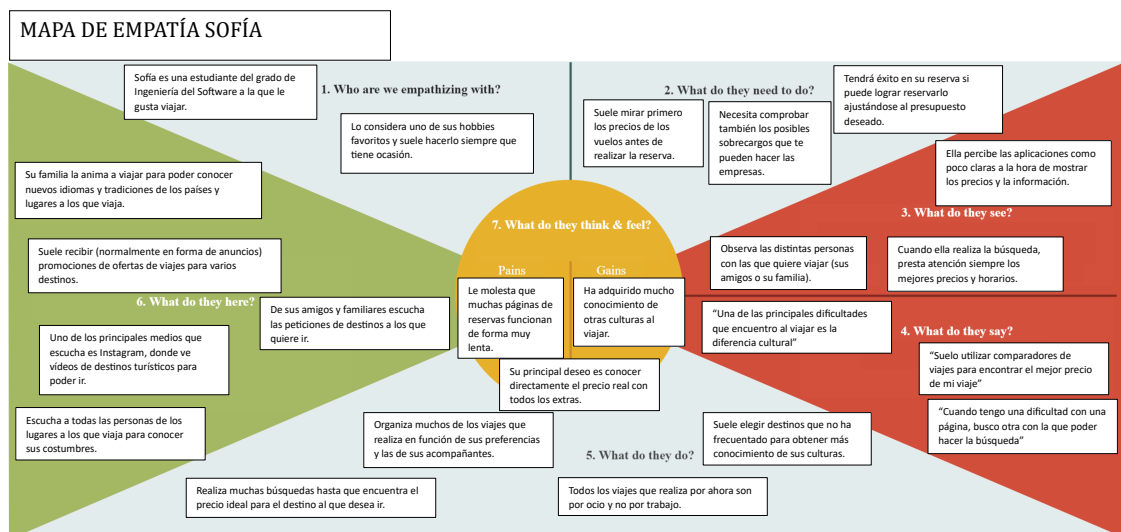 MAPA DE EMPATÍA SOFÍA
Sofía es una estudiante del grado de
Ingeniería del Software a la que le
gusta viajar.
1. Who are we empathizing with?
Lo considera uno de sus hobbies
favoritos y suele hacerlo siempre que
tiene ocasión.
2. What do they need to do?
Suele mirar primero
los precios de los
vuelos antes de
realizar la reserva.
Necesita comprobar
también los posibles
sobrecargos que te
pueden hacer las
empresas.
Tendrá éxito en su reserva si
puede lograr reservarlo
ajustándose al presupuesto
deseado.
Ella percibe las aplicaciones como
poco claras a la hora de mostrar
los precios y la información.
3. What do they see?
Observa las distintas personas
con las que quiere viajar (sus
amigos o su familia).
Cuando ella realiza la búsqueda,
presta atención siempre los
mejores precios y horarios.
Su familia la anima a viajar para poder conocer
nuevos idiomas y tradiciones de los países y
lugares a los que viaja.
Suele recibir (normalmente en forma de anuncios)
promociones de ofertas de viajes para varios
destinos.
6. What do they here?
De sus amigos y familiares escucha
las peticiones de destinos a los que
quiere ir.
Uno de los principales medios que
escucha es Instagram, donde ve
vídeos de destinos turísticos para
poder ir.
Escucha a todas las personas de los
lugares a los que viaja para conocer
sus costumbres.
7. What do they think & feel?
Pains
Le molesta que
muchas páginas de
reservas funcionan
de forma muy
lenta.
Gains
Ha adquirido mucho
conocimiento de
otras culturas al
viajar.
Su principal deseo es conocer
directamente el precio real con
todos los extras.
"Una de las principales dificultades
que encuentro al viajar es la
diferencia cultural"
4. What do they say?
"Suelo utilizar comparadores de
viajes para encontrar el mejor precio
de mi viaje"
"Cuando tengo una dificultad con una
página, busco otra con la que poder
hacer la búsqueda"
Organiza muchos de los viajes que
realiza en función de sus preferencias
y las de sus acompañantes.
Suele elegir destinos que no ha
frecuentado para obtener más
conocimiento de sus culturas.
5. What do they do?
Realiza muchas búsquedas hasta que encuentra el
precio ideal para el destino al que desea ir.
Todos los viajes que realiza por ahora son
por ocio y no por trabajo.